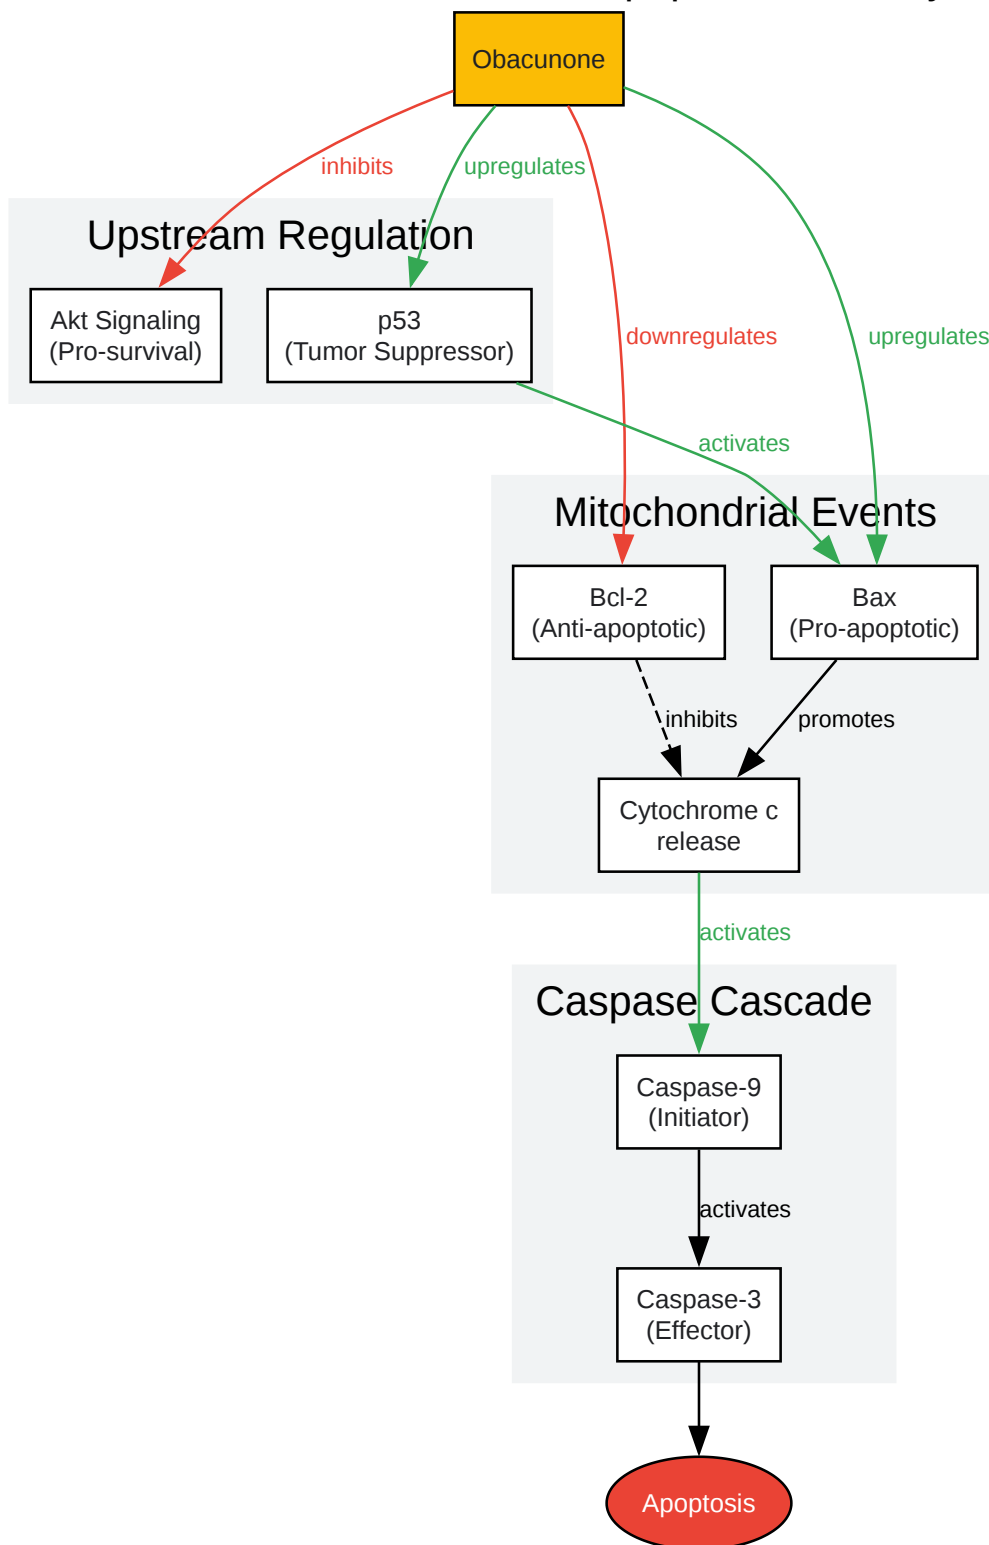 Obacunone
inhibits
upregulates
Upstream Regulation
Akt Signaling
(Pro-survival)
p53
(Tumor Suppressor)
downregulates
upregulates
activates
Mitochondrial Events
Bcl-2
(Anti-apoptotic)
Bax
(Pro-apoptotic)
inhibits
promotes
Cytochrome c
release
activates
Caspase Cascade
Caspase-9
(Initiator)
activates
Caspase-3
(Effector)
Apoptosis